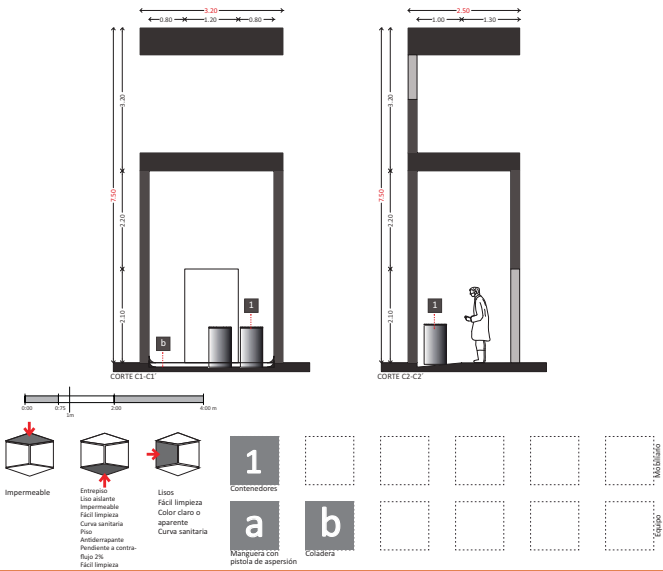 3.20
0.80 1.20 0.80
7.50
3.20
2.20
2.10
b
1
CORTE C1-C1´
2.50
1.00 1.30
7.50
3.20
2.20
2.10
1
CORTE C2-C2´
0:00 0:75 2:00 4:00 m
1m
Impermeable
Entrepiso
Liso aislante
Impermeable
Fácil limpieza
Curva sanitaria
Piso
Antiderrapante
Pendiente a contra-
flujo 2%
Fácil limpieza
Lisos
Fácil limpieza
Color claro o
aparente
Curva sanitaria
1
Contenedores
Mobiliario
a
Manguera con
pistola de aspersión
b
Coladera
Equipo